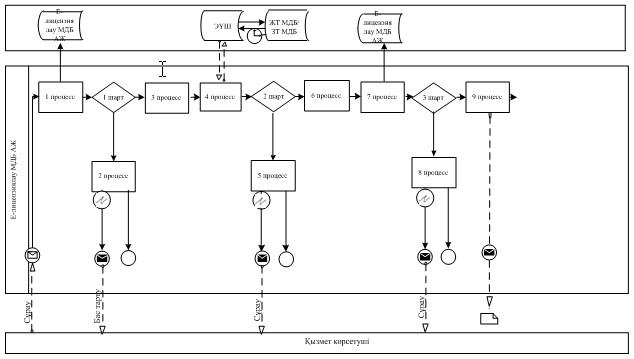 Е-
лицензия
лау МДБ
АЖ
ЭҮШ
ЖТ МДБ/
ЗТ МДБ
Е-
лицензия
лау МДБ
АЖ
Е-лицензиялау МДБ АЖ
1 процесс
1 шарт
3 процесс
4 процесс
2 шарт
6 процесс
7 процесс
3 шарт
9 процесс
2 процесс
5 процесс
8 процесс
Сұрау
Бас тарту
Сұрау
Сұрау
Қызмет көрсетуші